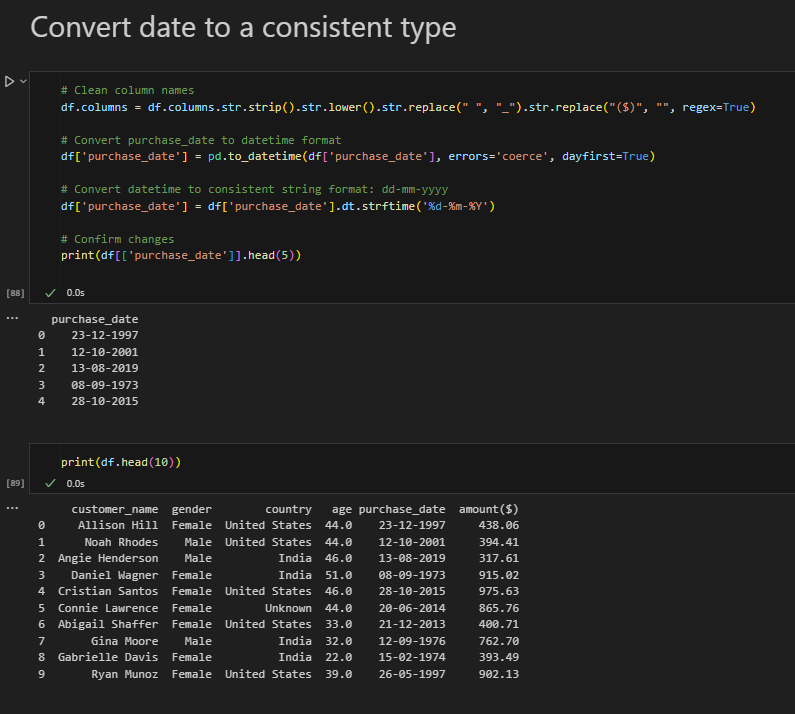 Convert date to a consistent type
# Clean column names
df.columns = df.columns.str.strip().str.lower().str.replace(" ", "_").str.replace("($)", "", regex=True)
# Convert purchase_date to datetime format
df['purchase_date'] = pd.to_datetime(df['purchase_date'], errors='coerce', dayfirst=True)
# Convert datetime to consistent string format: dd-mm-yyyy
df['purchase_date'] = df['purchase_date'].dt.strftime('%d-%m-%Y')
# Confirm changes
print(df[['purchase_date']].head(5))
[88] 0.0s
... purchase_date
0 23-12-1997
1 12-10-2001
2 13-08-2019
3 08-09-1973
4 28-10-2015
print(df.head(10))
[89] 0.0s
... customer_name gender country age purchase_date amount($)
0 Allison Hill Female United States 44.0 23-12-1997 438.06
1 Noah Rhodes Male United States 44.0 12-10-2001 394.41
2 Angie Henderson Male India 46.0 13-08-2019 317.61
3 Daniel Wagner Female India 51.0 08-09-1973 915.02
4 Cristian Santos Female United States 46.0 28-10-2015 975.63
5 Connie Lawrence Female Unknown 44.0 20-06-2014 865.76
6 Abigail Shaffer Female United States 33.0 21-12-2013 400.71
7 Gina Moore Male India 32.0 12-09-1976 762.70
8 Gabrielle Davis Female India 22.0 15-02-1974 393.49
9 Ryan Munoz Female United States 39.0 26-05-1997 902.13